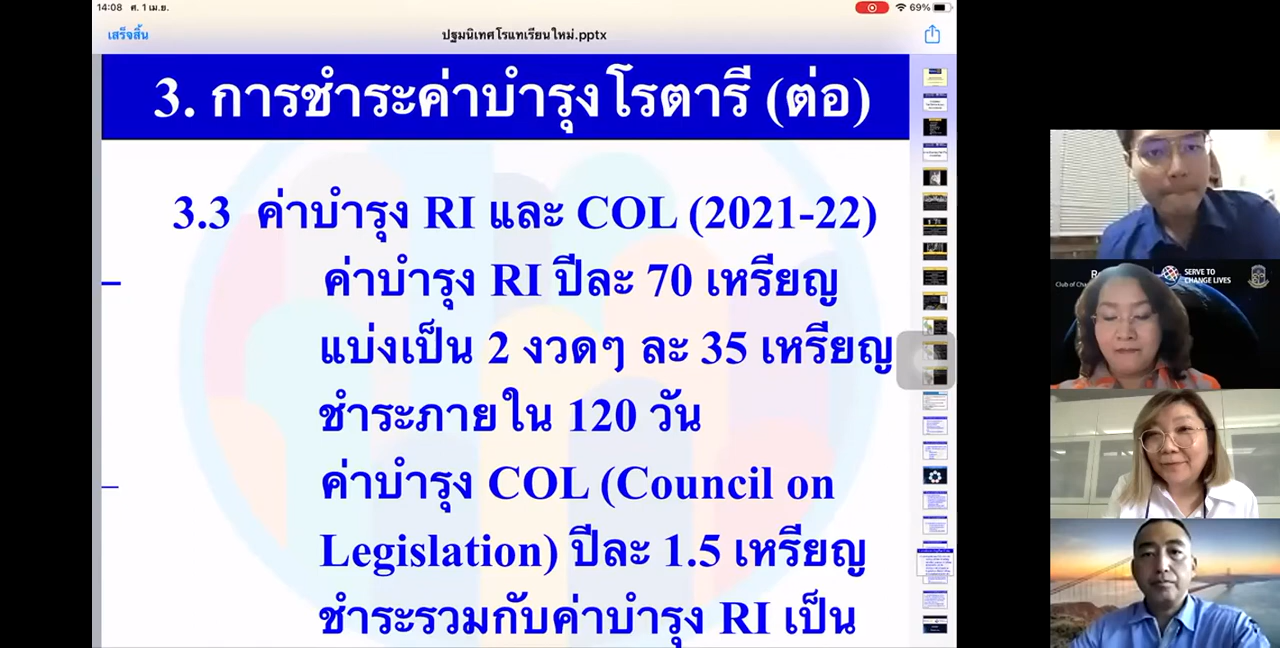 14:08 ศ. 1 เม.ย.
69%
เสร็จสิ้น
ปฐมนิเทศโรแทเรียนใหม่.pptx
3. การชำระค่าบำรุงโรตารี (ต่อ)
3.3 ค่าบำรุง RI และ COL (2021-22)
ค่าบำรุง RI ปีละ 70 เหรียญ
แบ่งเป็น 2 งวดๆ ละ 35 เหรียญ
ชำระภายใน 120 วัน
ค่าบำรุง COL (Council on
Legislation) ปีละ 1.5 เหรียญ
ชำระรวมกับค่าบำรุง RI เป็น
SERVE TO
CHANGE LIVES